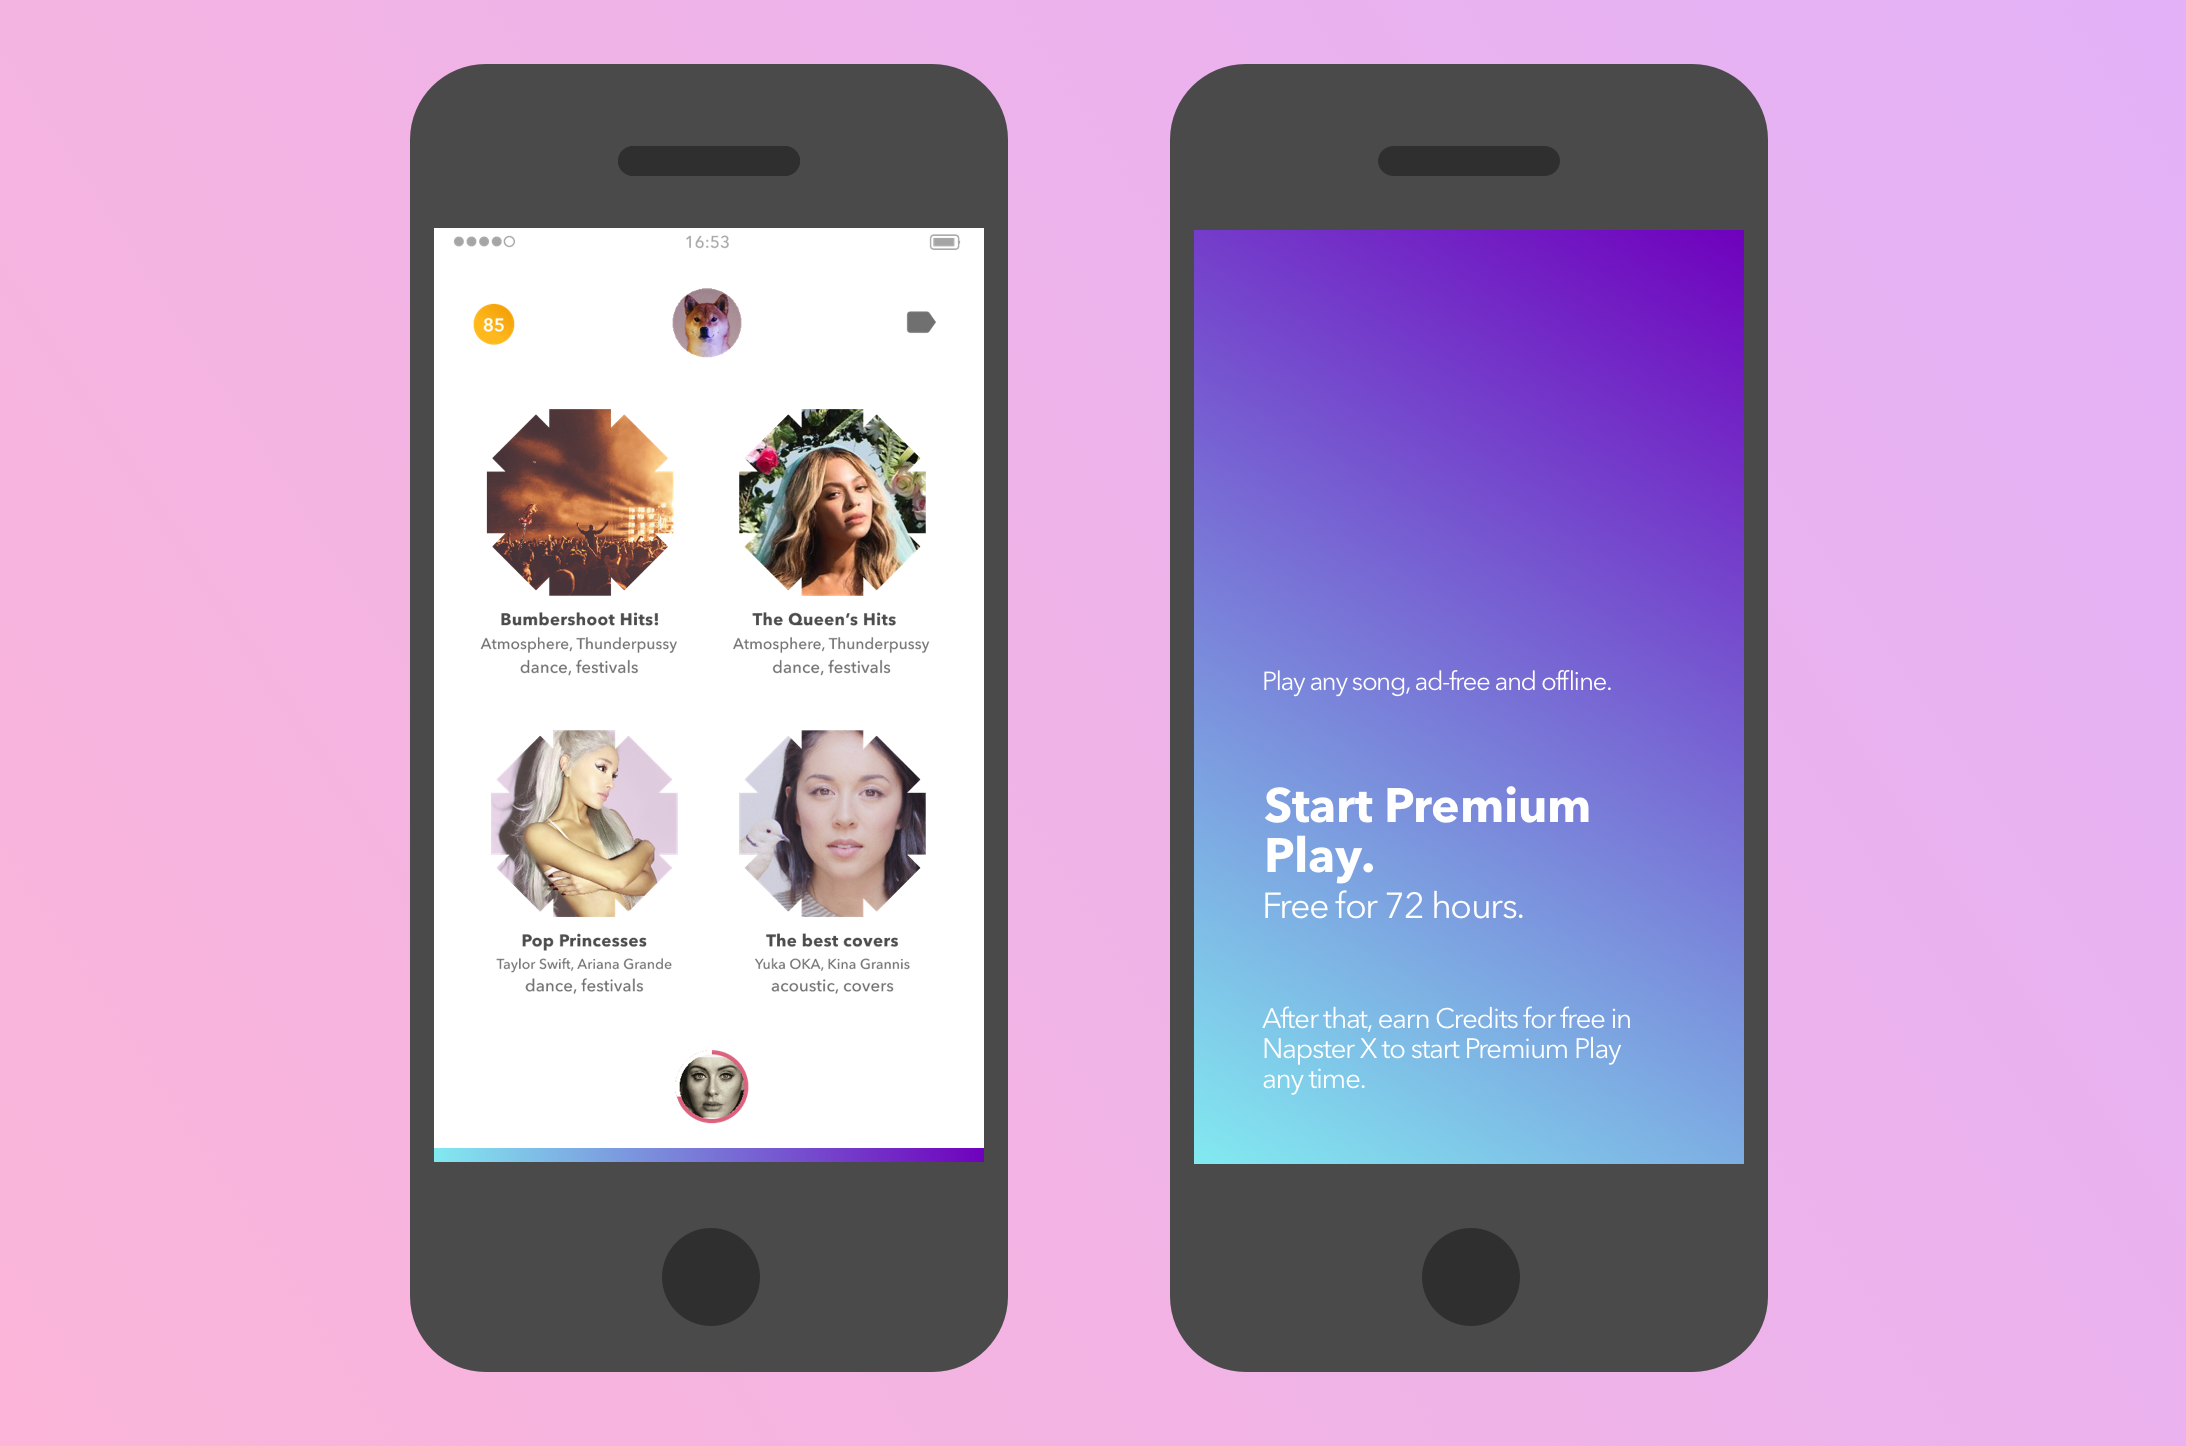 16:53
85
Bumbershoot Hits!
Atmosphere, Thunderpussy
dance, festivals
The Queen’s Hits
Atmosphere, Thunderpussy
dance, festivals
Pop Princesses
Taylor Swift, Ariana Grande
dance, festivals
The best covers
Yuka OKA, Kina Grannis
acoustic, covers
Play any song, ad-free and offline.
Start Premium
Play.
Free for 72 hours.
After that, earn Credits for free in
Napster X to start Premium Play
any time.